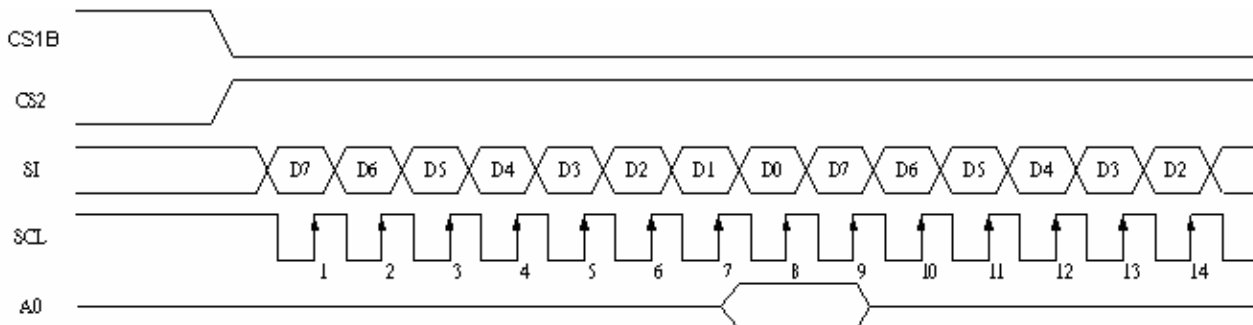 CS1B
CS2
SI D7 D6 D5 D4 D3 D2 D1 D0 D7 D6 D5 D4 D3 D2
SCL
1 2 3 4 5 6 7 8 9 10 11 12 13 14
A0